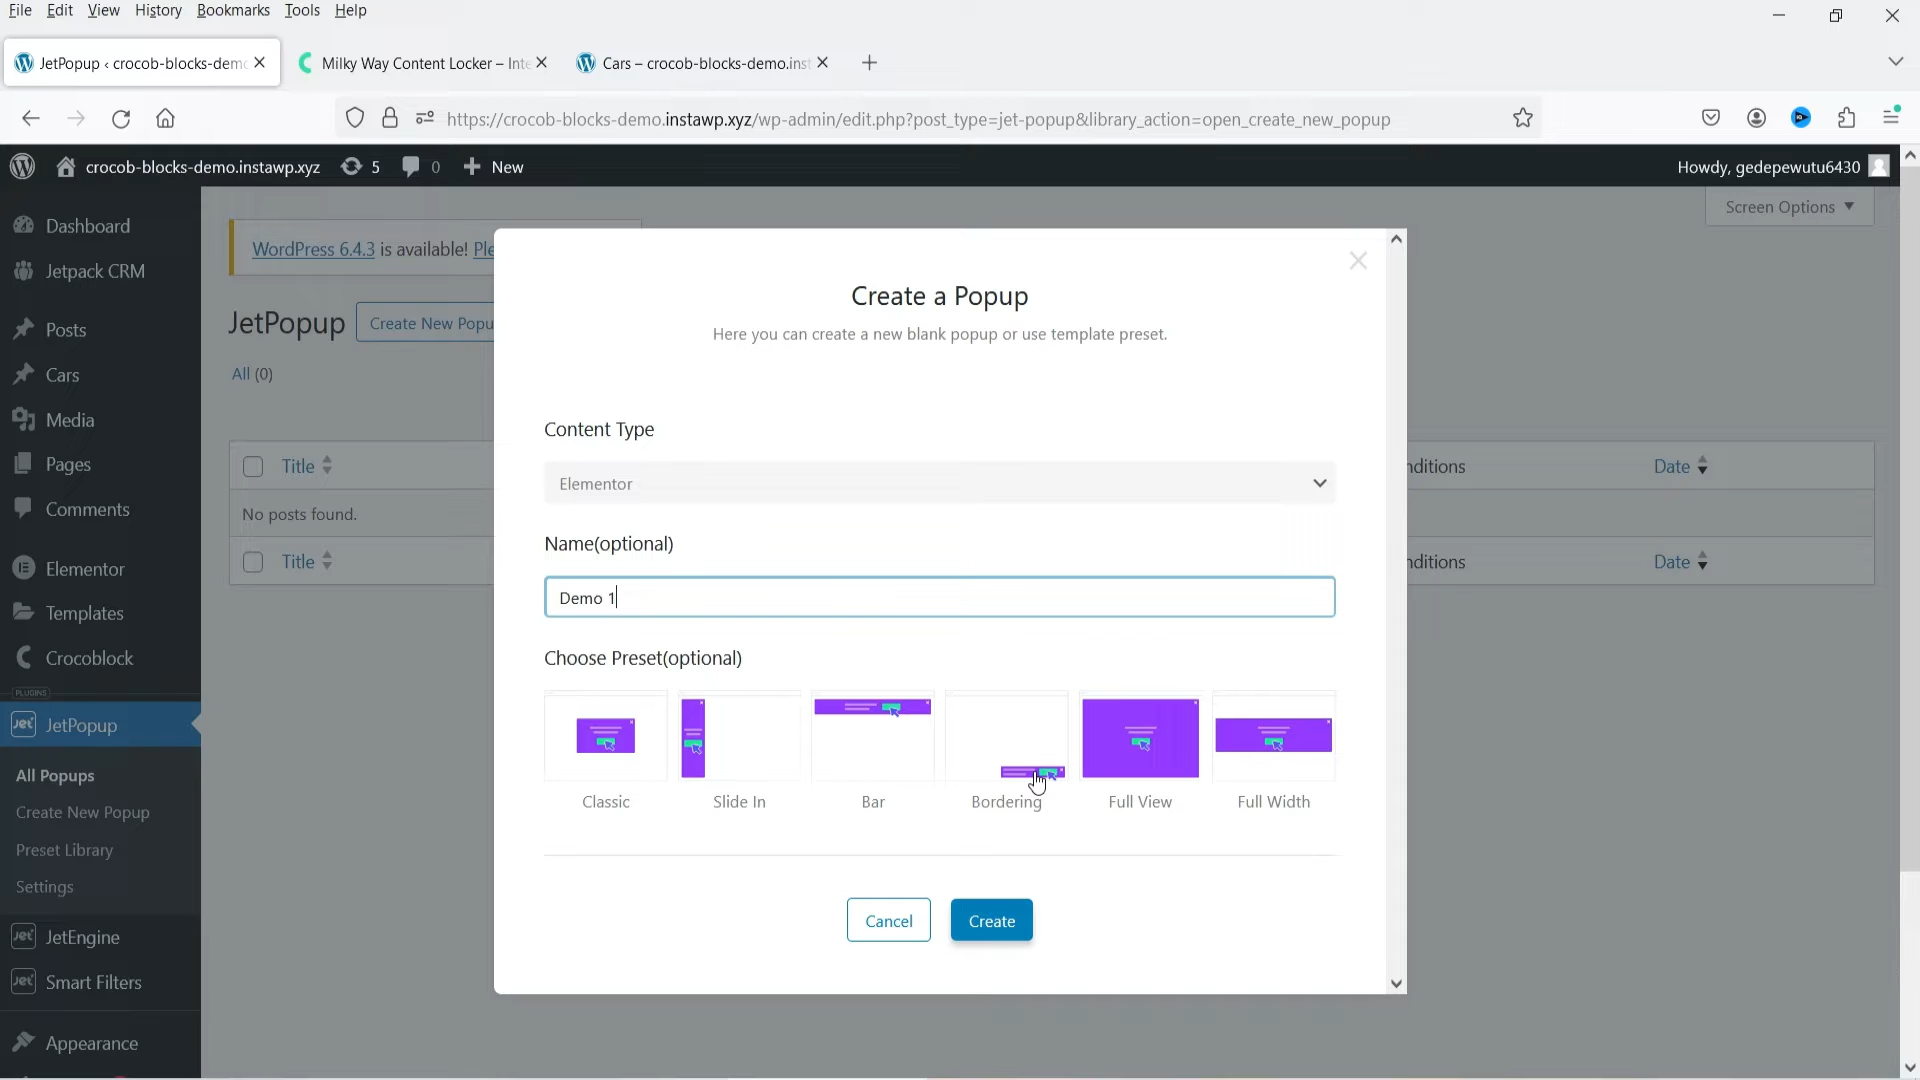 File Edit View History Bookmarks Tools Help
JetPopup ‹ crocob-blocks-dem
Milky Way Content Locker – Inte
Cars – crocob-blocks-demo.inst
https://crocob-blocks-demo.instawp.xyz/wp-admin/edit.php?post_type=jet-popup&library_action=open_create_new_popup
crocob-blocks-demo.instawp.xyz 5 0 New
Howdy, gedepewutu6430
Screen Options
Dashboard
Jetpack CRM
Posts
Cars
Media
Pages
Comments
Elementor
Templates
Crocoblock
PLUGINS
Jet JetPopup
All Popups
Create New Popup
Preset Library
Settings
Jet JetEngine
Jet Smart Filters
Appearance
WordPress 6.4.3 is available! Ple
JetPopup Create New Popu
All (0)
Title
nditions
Date
No posts found.
Title
nditions
Date
Create a Popup
Here you can create a new blank popup or use template preset.
Content Type
Elementor
Name(optional)
Demo 1
Choose Preset(optional)
Classic Slide In Bar Bordering Full View Full Width
Cancel Create